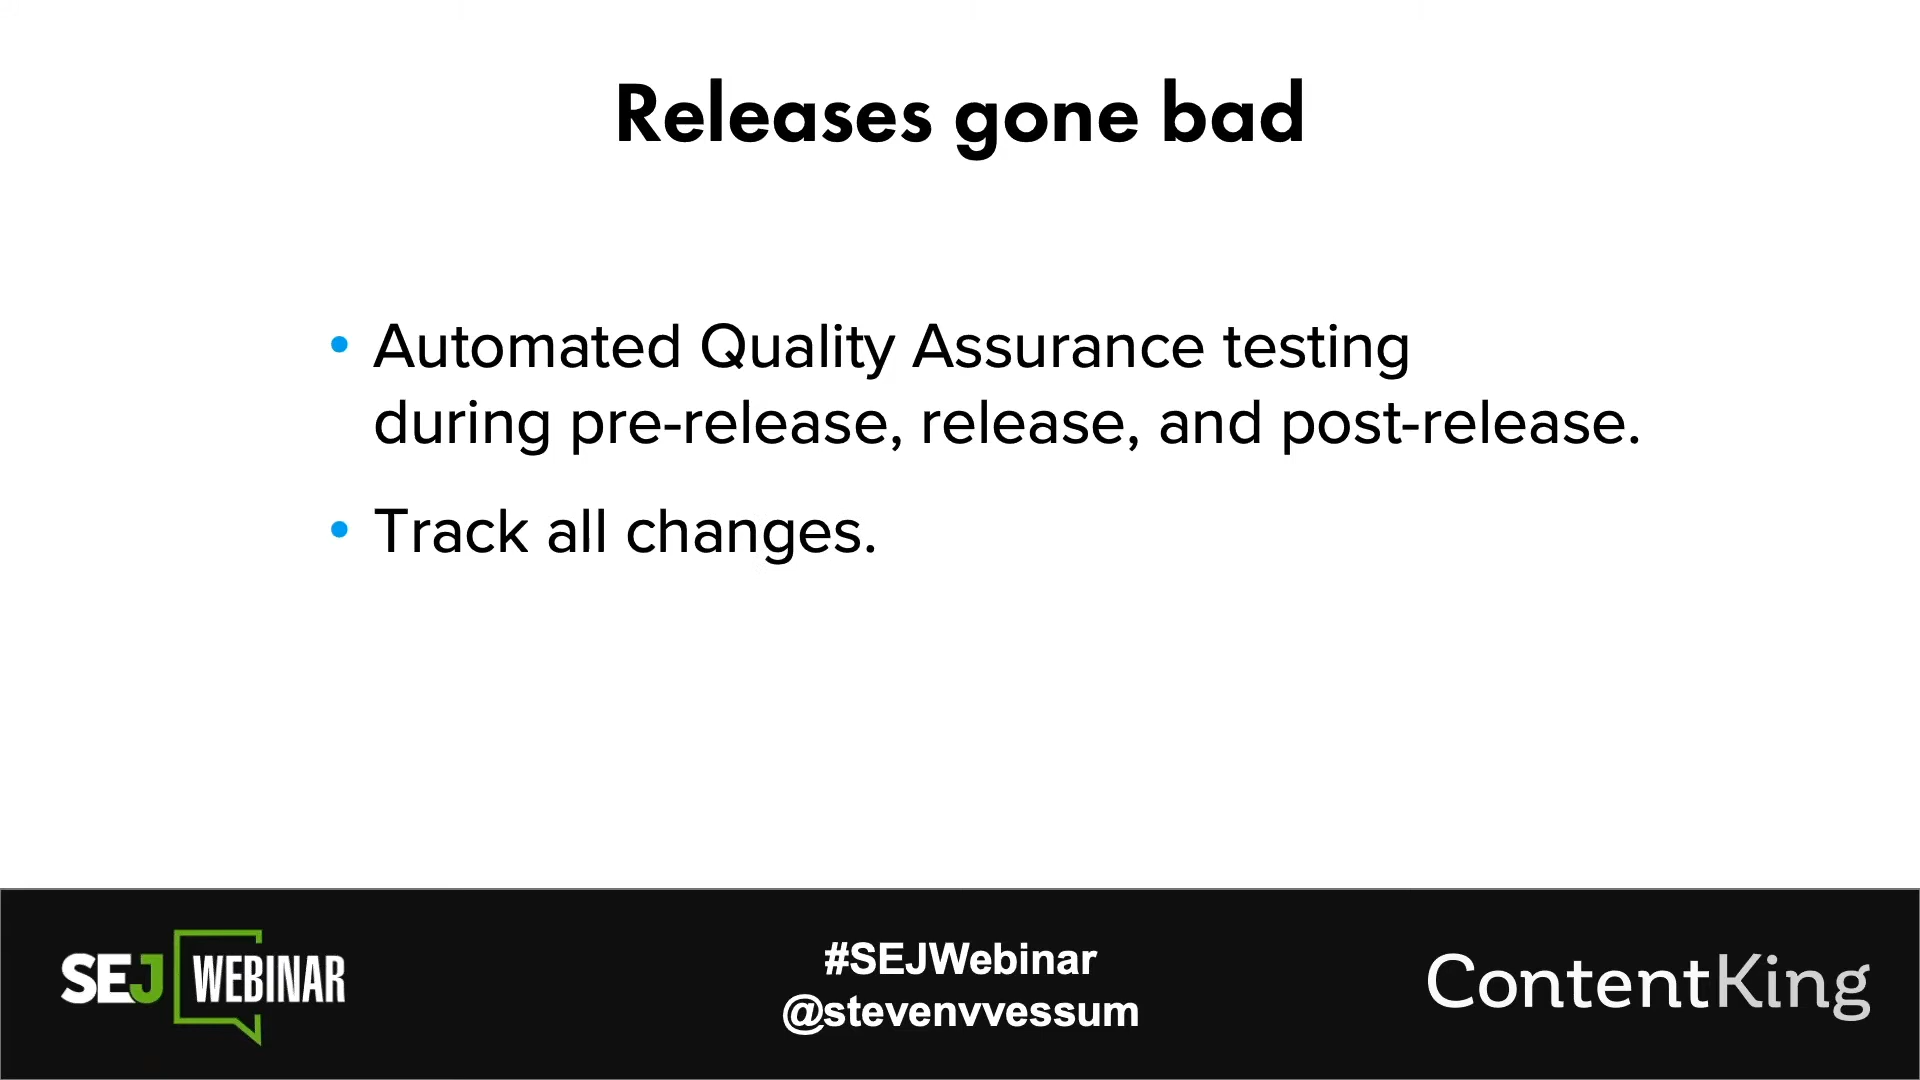 Releases gone bad
• Automated Quality Assurance testing
during pre-release, release, and post-release.
• Track all changes.
SEJ WEBINAR
#SEJWebinar
@stevenvvessum
ContentKing